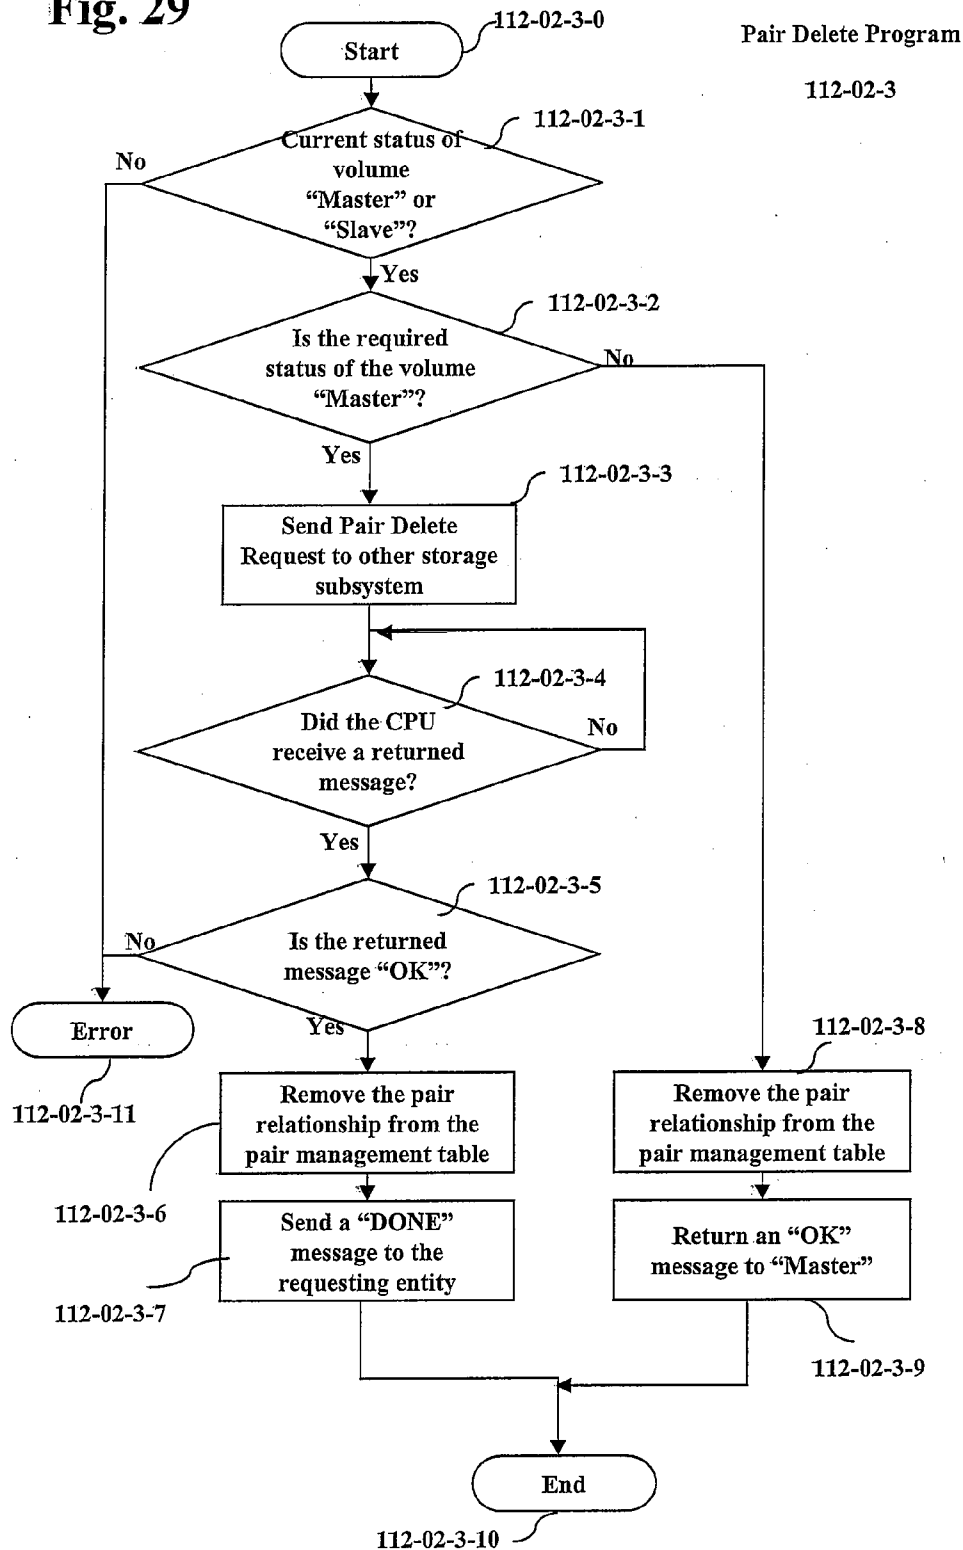 Fig. 29
112-02-3-0
Pair Delete Program
Start
112-02-3
112-02-3-1
No
Current status of
volume
“Master” or
“Slave”?
Yes
112-02-3-2
Is the required
status of the volume
“Master”?
No
Yes
112-02-3-3
Send Pair Delete
Request to other storage
subsystem
112-02-3-4
Did the CPU
receive a returned
message?
No
Yes
112-02-3-5
No
Is the returned
message “OK”?
Yes
Error
112-02-3-11
112-02-3-8
Remove the pair
relationship from the
pair management table
112-02-3-6
Remove the pair
relationship from the
pair management table
Send a “DONE”
message to the
requesting entity
112-02-3-7
Return an “OK”
message to “Master”
112-02-3-9
End
112-02-3-10